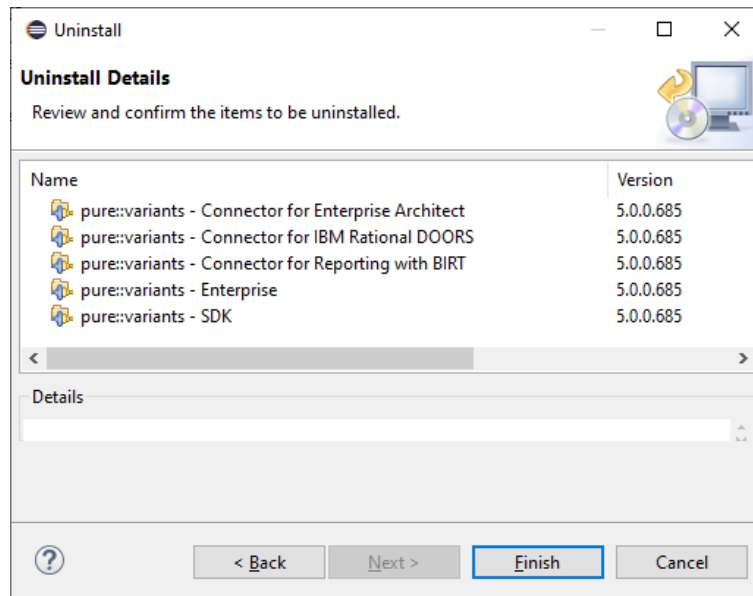 Uninstall
Uninstall Details
Review and confirm the items to be uninstalled.
Name Version
pure::variants - Connector for Enterprise Architect 5.0.0.685
pure::variants - Connector for IBM Rational DOORS 5.0.0.685
pure::variants - Connector for Reporting with BIRT 5.0.0.685
pure::variants - Enterprise 5.0.0.685
pure::variants - SDK 5.0.0.685
Details
? < Back Next > Finish Cancel